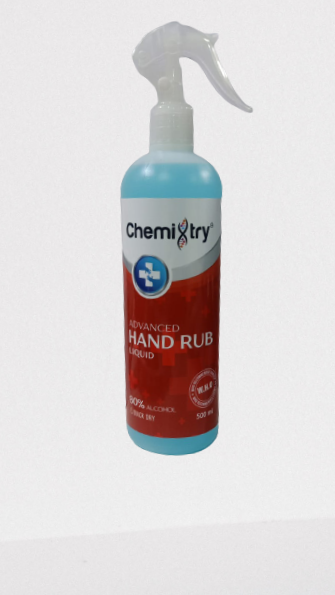 Chemistry®
ADVANCED
HAND RUB
LIQUID
80% ALCOHOL
QUICK DRY
W.H.O
500 ml